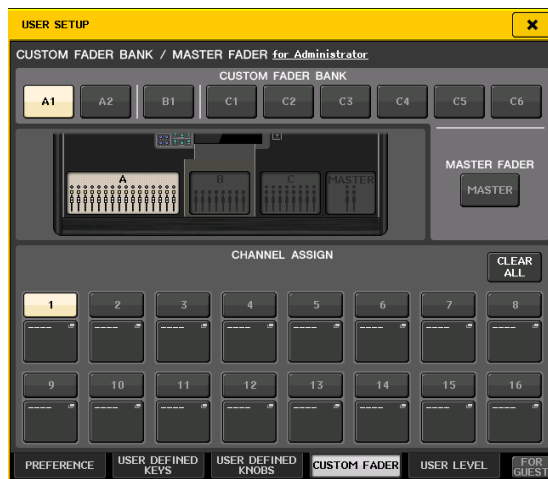 USER SETUP
CUSTOM FADER BANK / MASTER FADER for Administrator
CUSTOM FADER BANK
A1 A2 B1 C1 C2 C3 C4 C5 C6
A B C MASTER
MASTER FADER
MASTER
CHANNEL ASSIGN
CLEAR ALL
1 2 3 4 5 6 7 8
---- ---- ---- ---- ---- ---- ---- ----
9 10 11 12 13 14 15 16
---- ---- ---- ---- ---- ---- ---- ----
PREFERENCE
USER DEFINED KEYS
USER DEFINED KNOBS
CUSTOM FADER
USER LEVEL
FOR GUEST